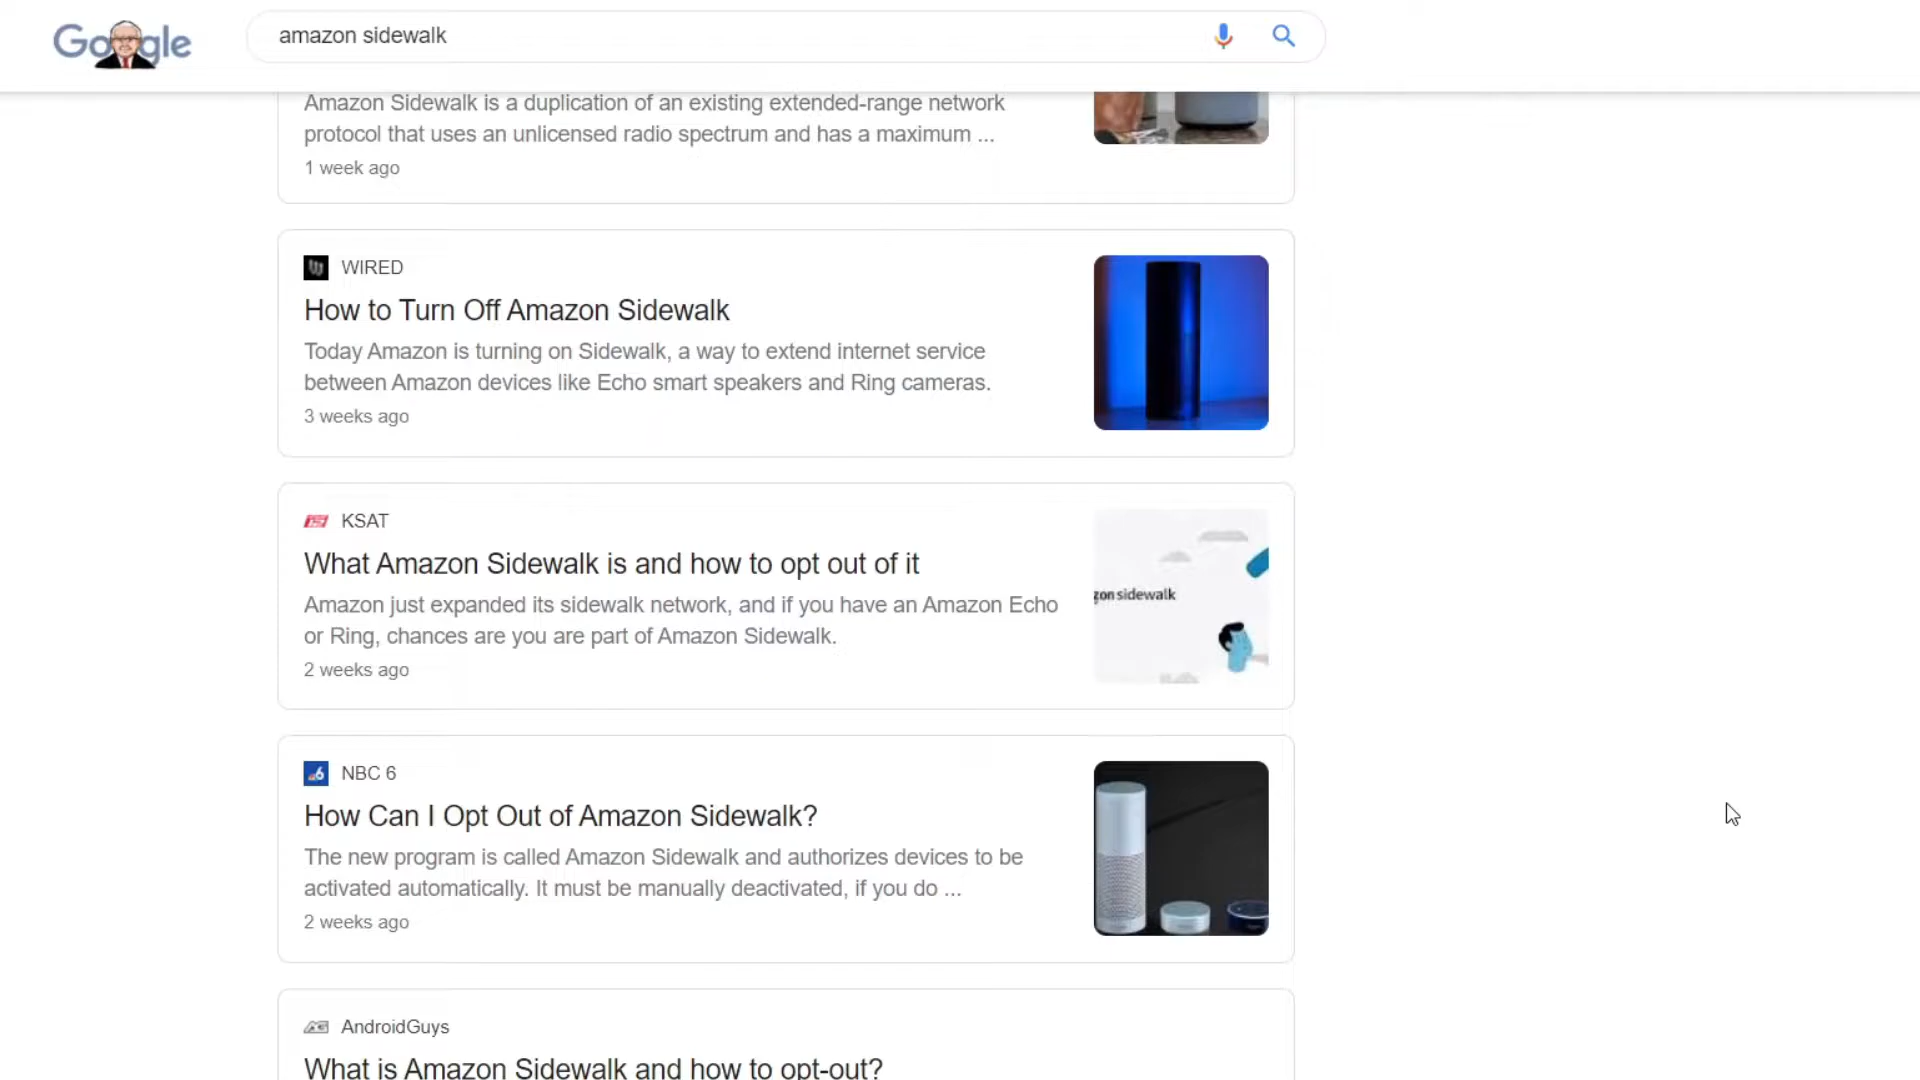 Google
amazon sidewalk
Amazon Sidewalk is a duplication of an existing extended-range network
protocol that uses an unlicensed radio spectrum and has a maximum ...
1 week ago
WIRED
How to Turn Off Amazon Sidewalk
Today Amazon is turning on Sidewalk, a way to extend internet service
between Amazon devices like Echo smart speakers and Ring cameras.
3 weeks ago
KSAT
What Amazon Sidewalk is and how to opt out of it
Amazon just expanded its sidewalk network, and if you have an Amazon Echo
or Ring, chances are you are part of Amazon Sidewalk.
2 weeks ago
zon sidewalk
NBC 6
How Can I Opt Out of Amazon Sidewalk?
The new program is called Amazon Sidewalk and authorizes devices to be
activated automatically. It must be manually deactivated, if you do ...
2 weeks ago
AndroidGuys
What is Amazon Sidewalk and how to opt-out?